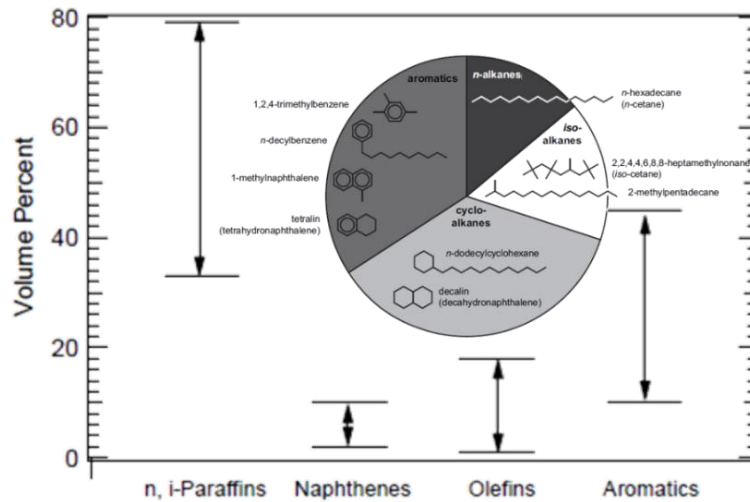 80
60
40
20
0
Volume Percent
n, i-Paraffins
Naphthenes
Olefins
Aromatics
aromatics
1,2,4-trimethylbenzene
n-decylbenzene
1-methylnaphthalene
tetralin
(tetrahydronaphthalene)
n-alkanes
n-hexadecane
(n-cetane)
iso-
alkanes
2,2,4,4,6,8,8-heptamethylnonane
(iso-cetane)
2-methylpentadecane
cyclo-
alkanes
n-dodecylcyclohexane
decalin
(decahydronaphthalene)